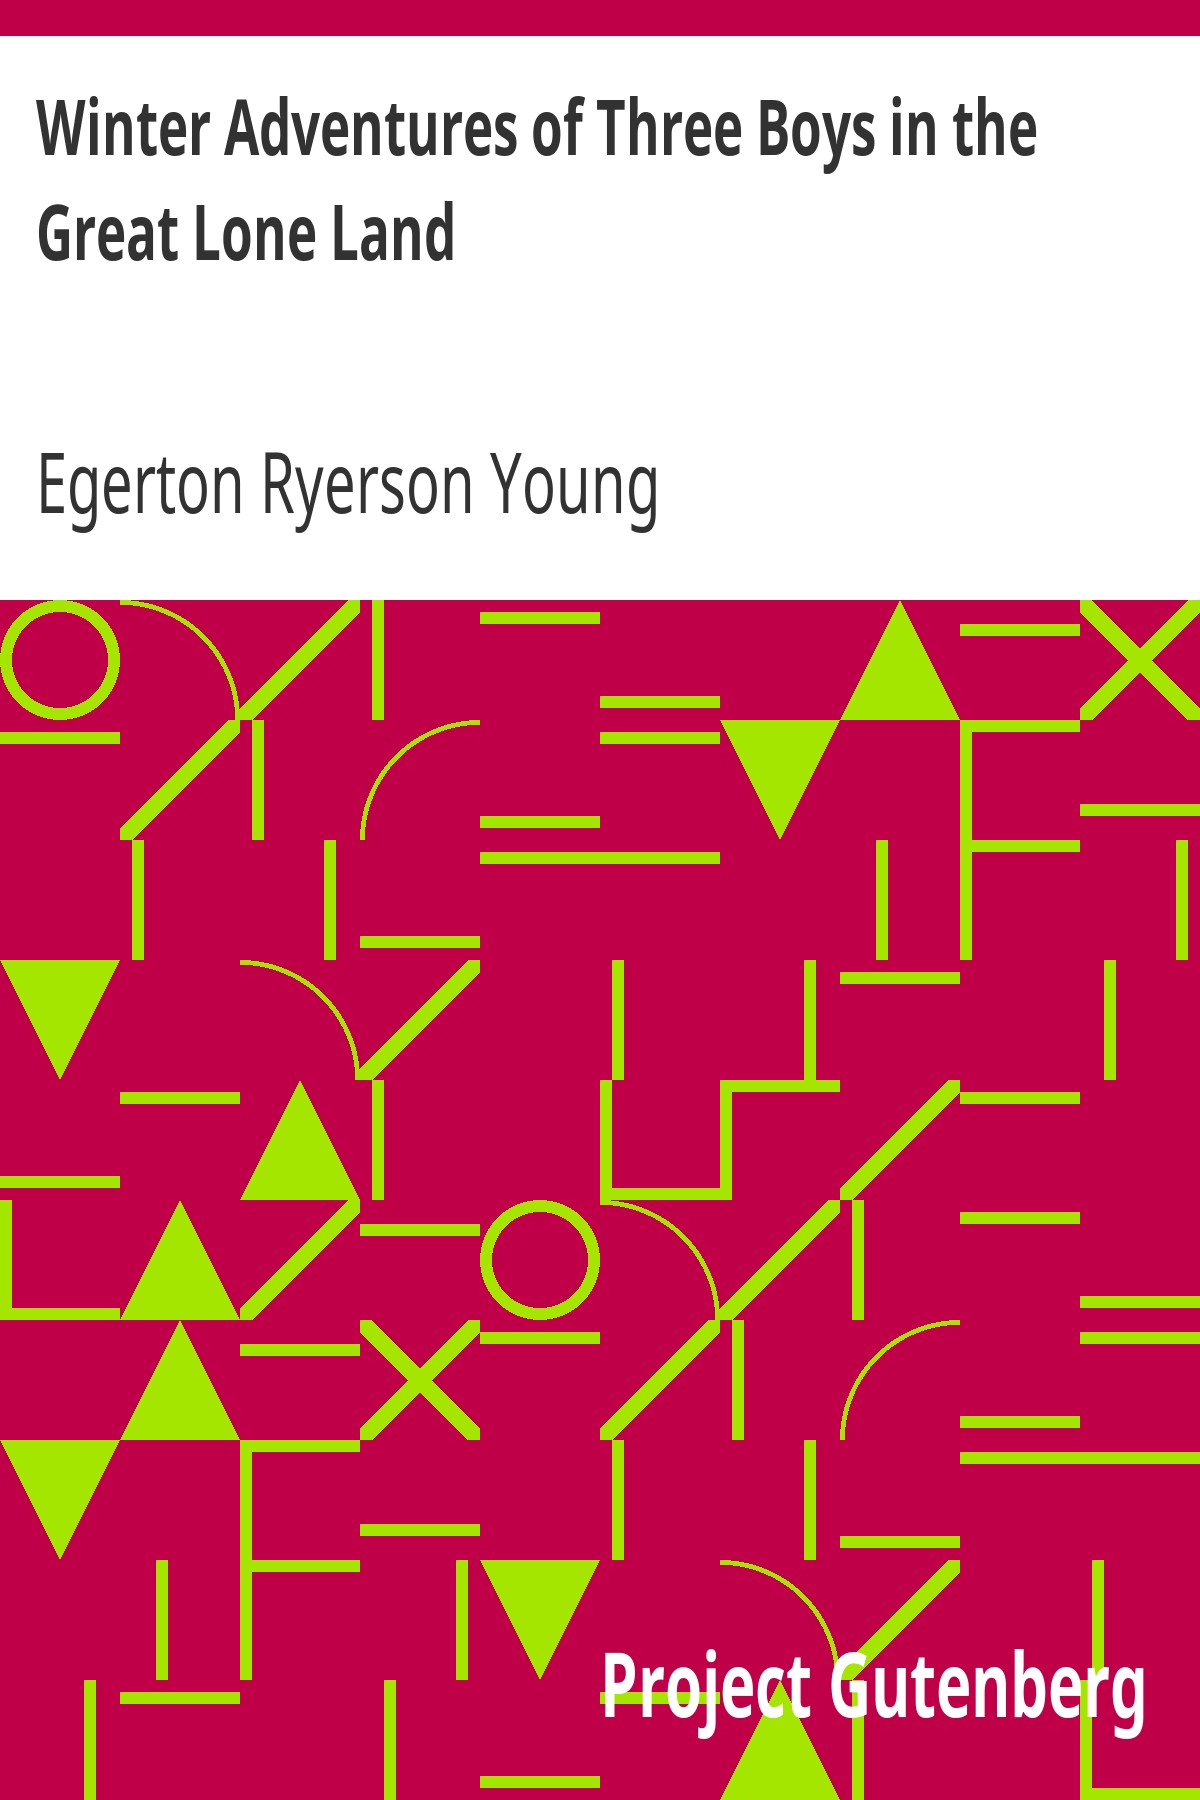 Winter Adventures of Three Boys in the
Great Lone Land
Egerton Ryerson Young
Project Gutenberg